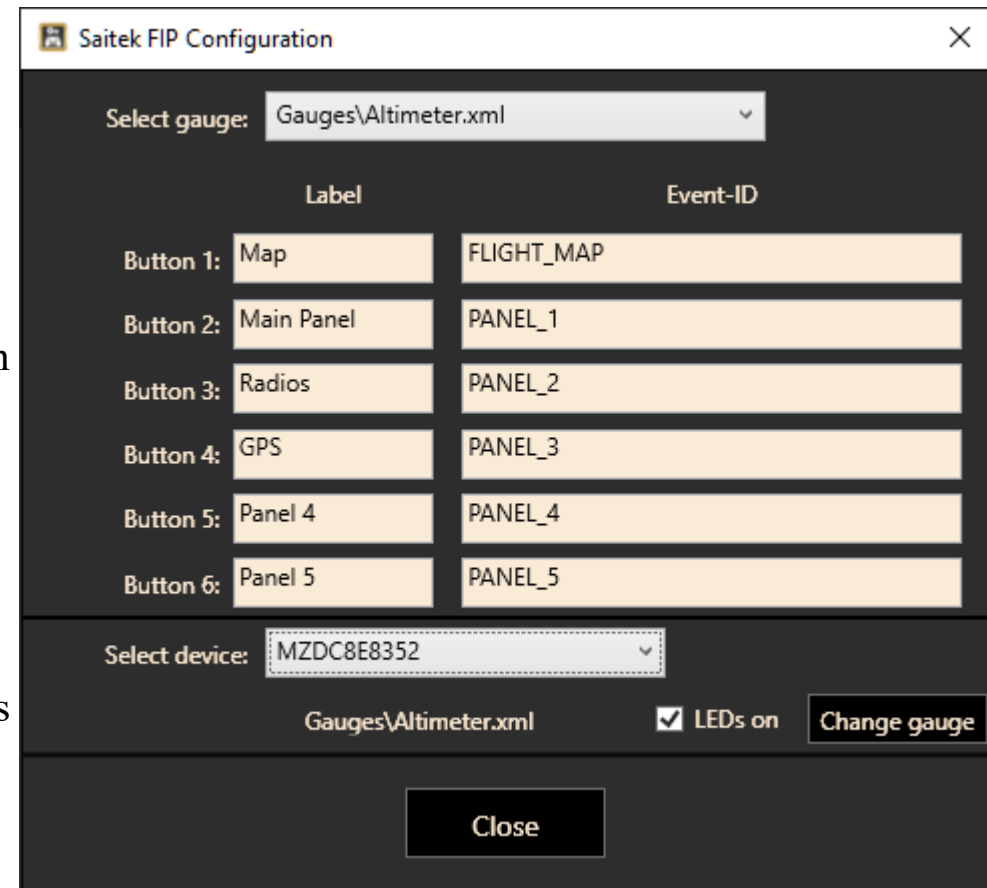 Saitek FIP Configuration
Select gauge: Gauges\Altimeter.xml
Label Event-ID
Button 1: Map FLIGHT_MAP
Button 2: Main Panel PANEL_1
n
Button 3: Radios PANEL_2
Button 4: GPS PANEL_3
Button 5: Panel 4 PANEL_4
Button 6: Panel 5 PANEL_5
Select device: MZDC8E8352
s
Gauges\Altimeter.xml LEDs on Change gauge
Close